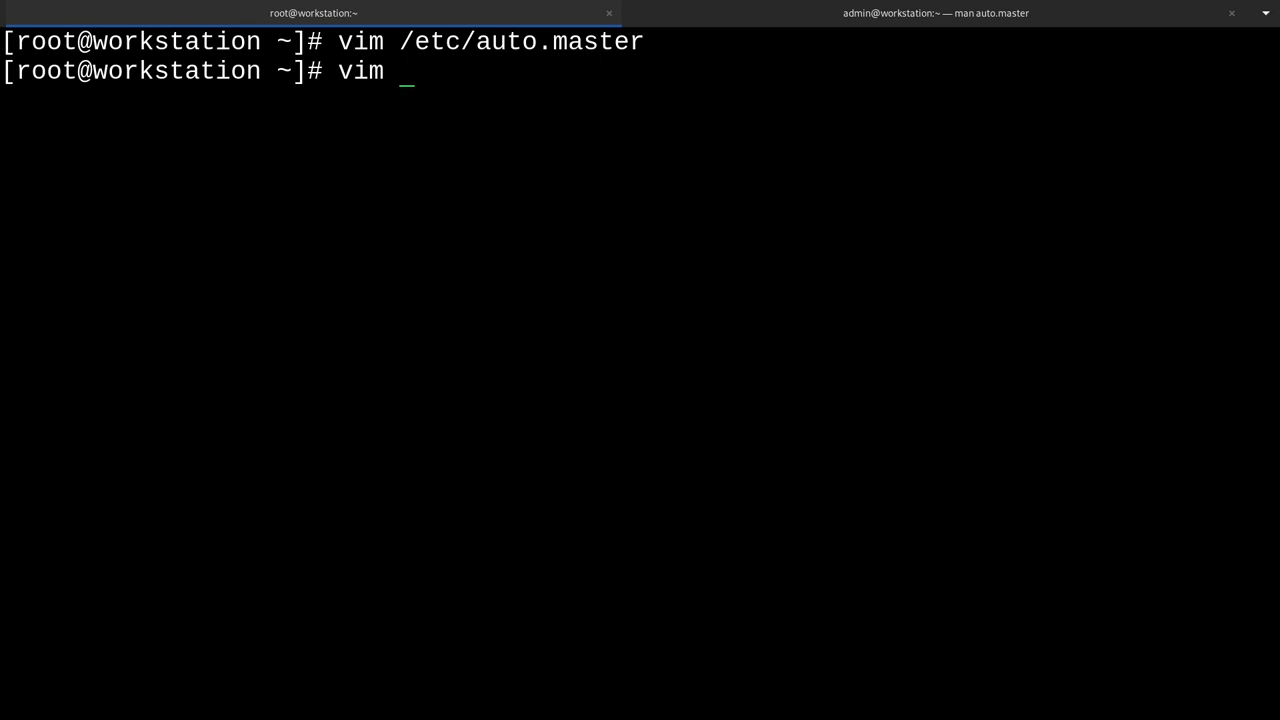 root@workstation:~ × admin@workstation:~ — man auto.master ×
[root@workstation ~]# vim /etc/auto.master
[root@workstation ~]# vim _